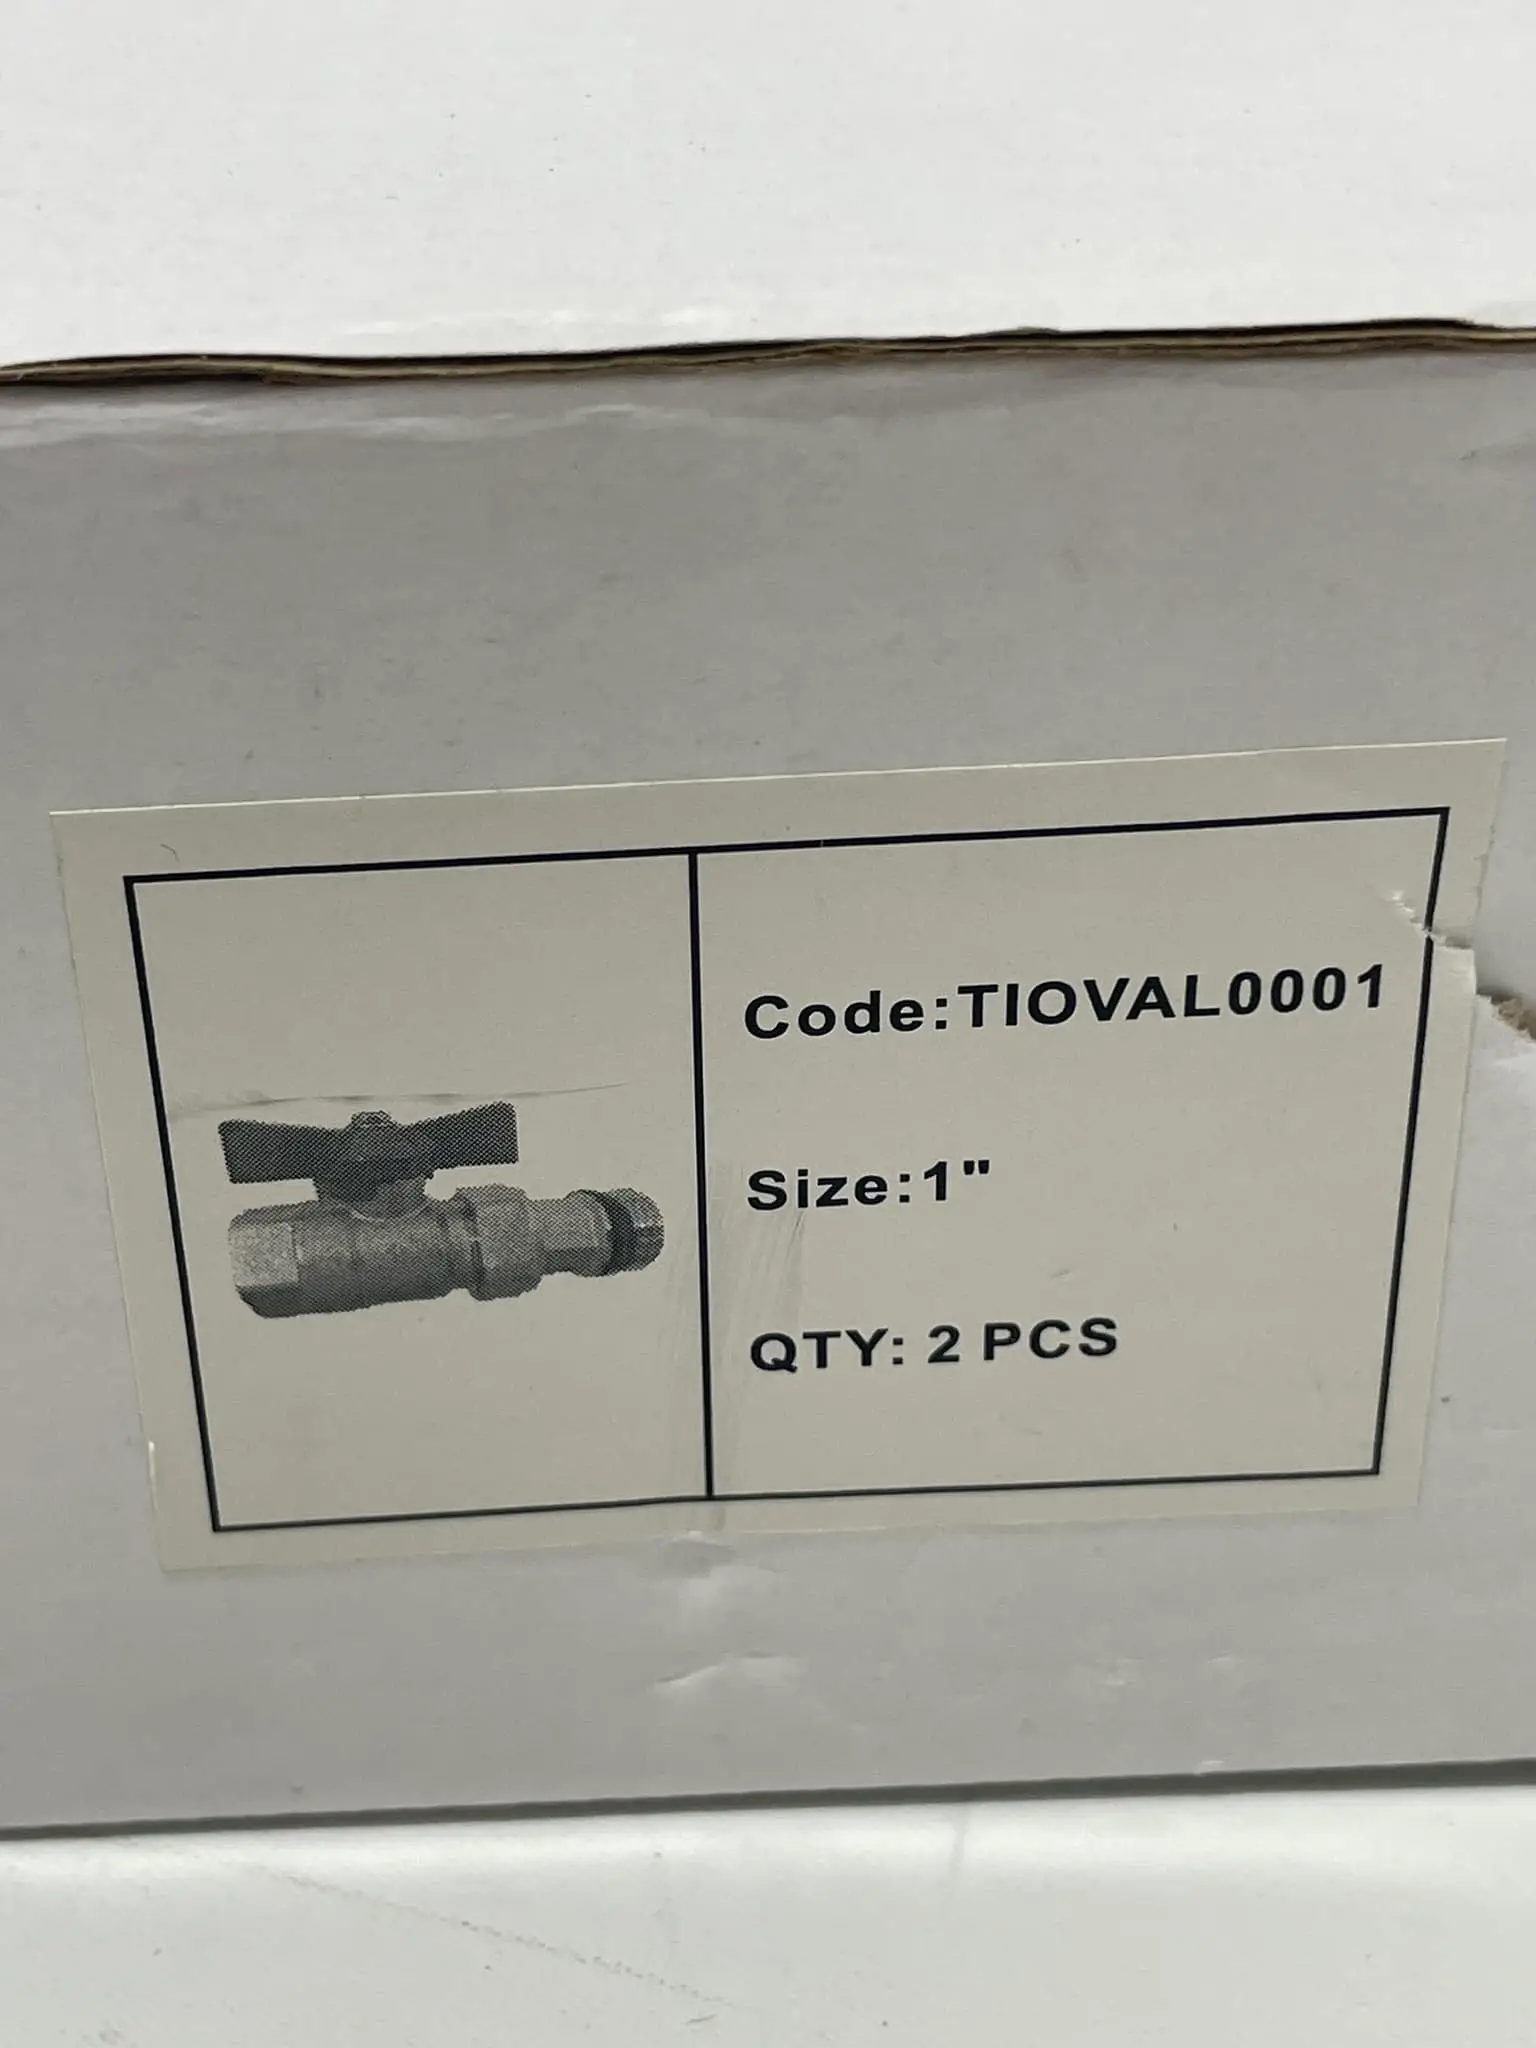 Code:TIOVAL0001
Size:1"
QTY: 2 PCS